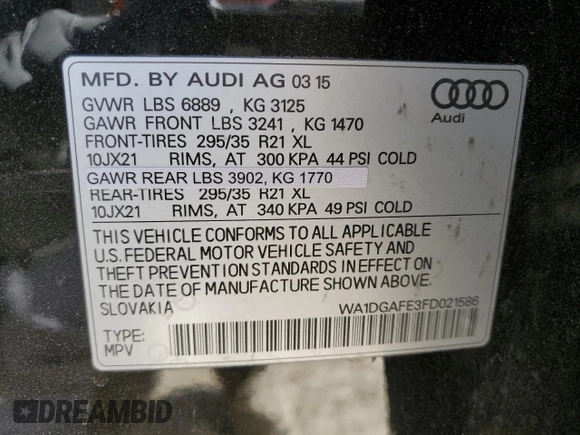 MFD. BY AUDI AG 03 15
GVWR LBS 6889 , KG 3125
GAWR FRONT LBS 3241 , KG 1470
FRONT-TIRES 295/35 R21 XL
10JX21 RIMS, AT 300 KPA 44 PSI COLD
GAWR REAR LBS 3902, KG 1770
REAR-TIRES 295/35 R21 XL
10JX21 RIMS, AT 340 KPA 49 PSI COLD
THIS VEHICLE CONFORMS TO ALL APPLICABLE
U.S. FEDERAL MOTOR VEHICLE SAFETY AND
THEFT PREVENTION STANDARDS IN EFFECT ON
THE DATE OF MANUFACTURE SHOWN ABOVE.
SLOVAKIA
WA1DGAFE3FD021586
TYPE:
MPV
Audi
DREAMBID